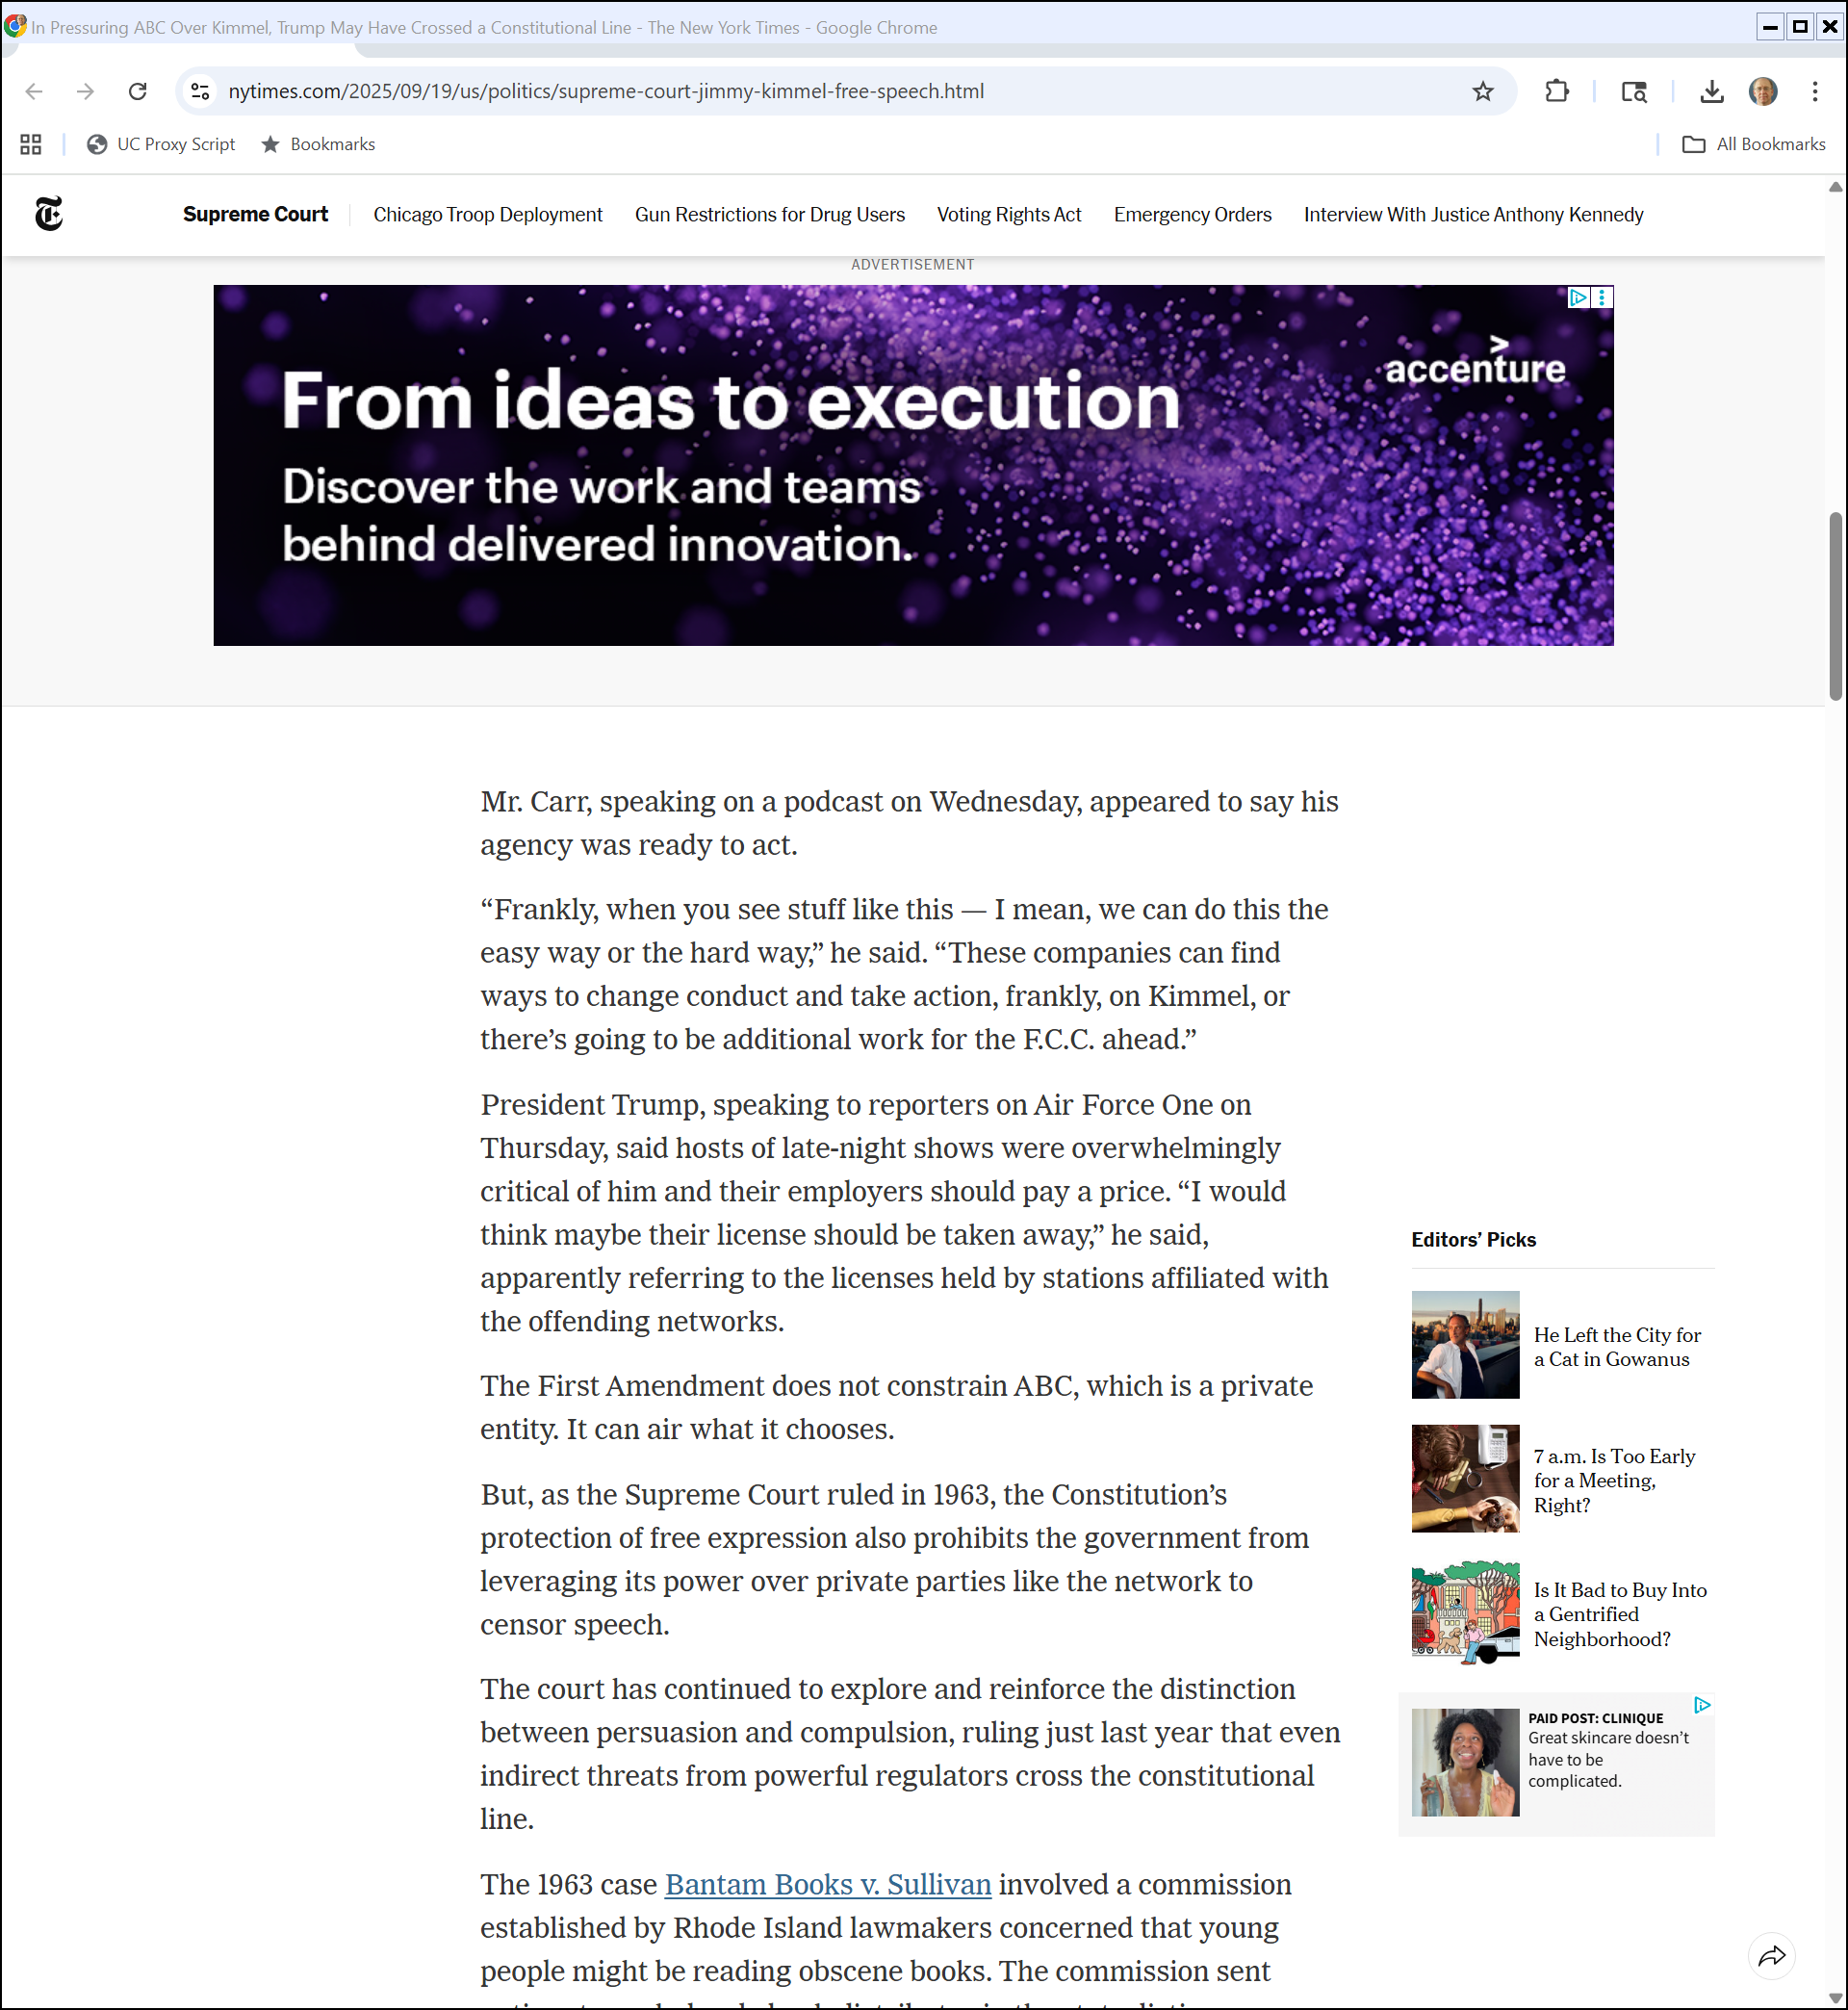 In Pressuring ABC Over Kimmel, Trump May Have Crossed a Constitutional Line - The New York Times - Google Chrome
nytimes.com/2025/09/19/us/politics/supreme-court-jimmy-kimmel-free-speech.html
UC Proxy Script
Bookmarks
All Bookmarks
Supreme Court
Chicago Troop Deployment
Gun Restrictions for Drug Users
Voting Rights Act
Emergency Orders
Interview With Justice Anthony Kennedy
ADVERTISEMENT
From ideas to execution
Discover the work and teams
behind delivered innovation.
accenture
Mr. Carr, speaking on a podcast on Wednesday, appeared to say his
agency was ready to act.
“Frankly, when you see stuff like this — I mean, we can do this the
easy way or the hard way,” he said. “These companies can find
ways to change conduct and take action, frankly, on Kimmel, or
there’s going to be additional work for the F.C.C. ahead.”
President Trump, speaking to reporters on Air Force One on
Thursday, said hosts of late-night shows were overwhelmingly
critical of him and their employers should pay a price. “I would
think maybe their license should be taken away,” he said,
apparently referring to the licenses held by stations affiliated with
the offending networks.
The First Amendment does not constrain ABC, which is a private
entity. It can air what it chooses.
But, as the Supreme Court ruled in 1963, the Constitution’s
protection of free expression also prohibits the government from
leveraging its power over private parties like the network to
censor speech.
The court has continued to explore and reinforce the distinction
between persuasion and compulsion, ruling just last year that even
indirect threats from powerful regulators cross the constitutional
line.
The 1963 case Bantam Books v. Sullivan involved a commission
established by Rhode Island lawmakers concerned that young
people might be reading obscene books. The commission sent
Editors’ Picks
He Left the City for
a Cat in Gowanus
7 a.m. Is Too Early
for a Meeting,
Right?
Is It Bad to Buy Into
a Gentrified
Neighborhood?
PAID POST: CLINIQUE
Great skincare doesn’t
have to be
complicated.